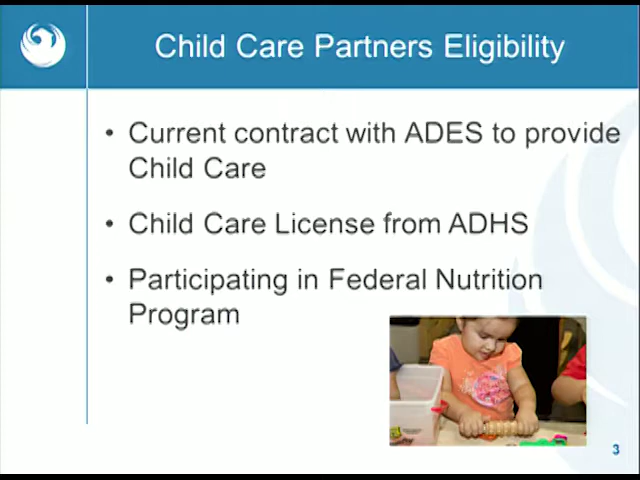 Child Care Partners Eligibility
• Current contract with ADES to provide
Child Care
• Child Care License from ADHS
• Participating in Federal Nutrition
Program
3